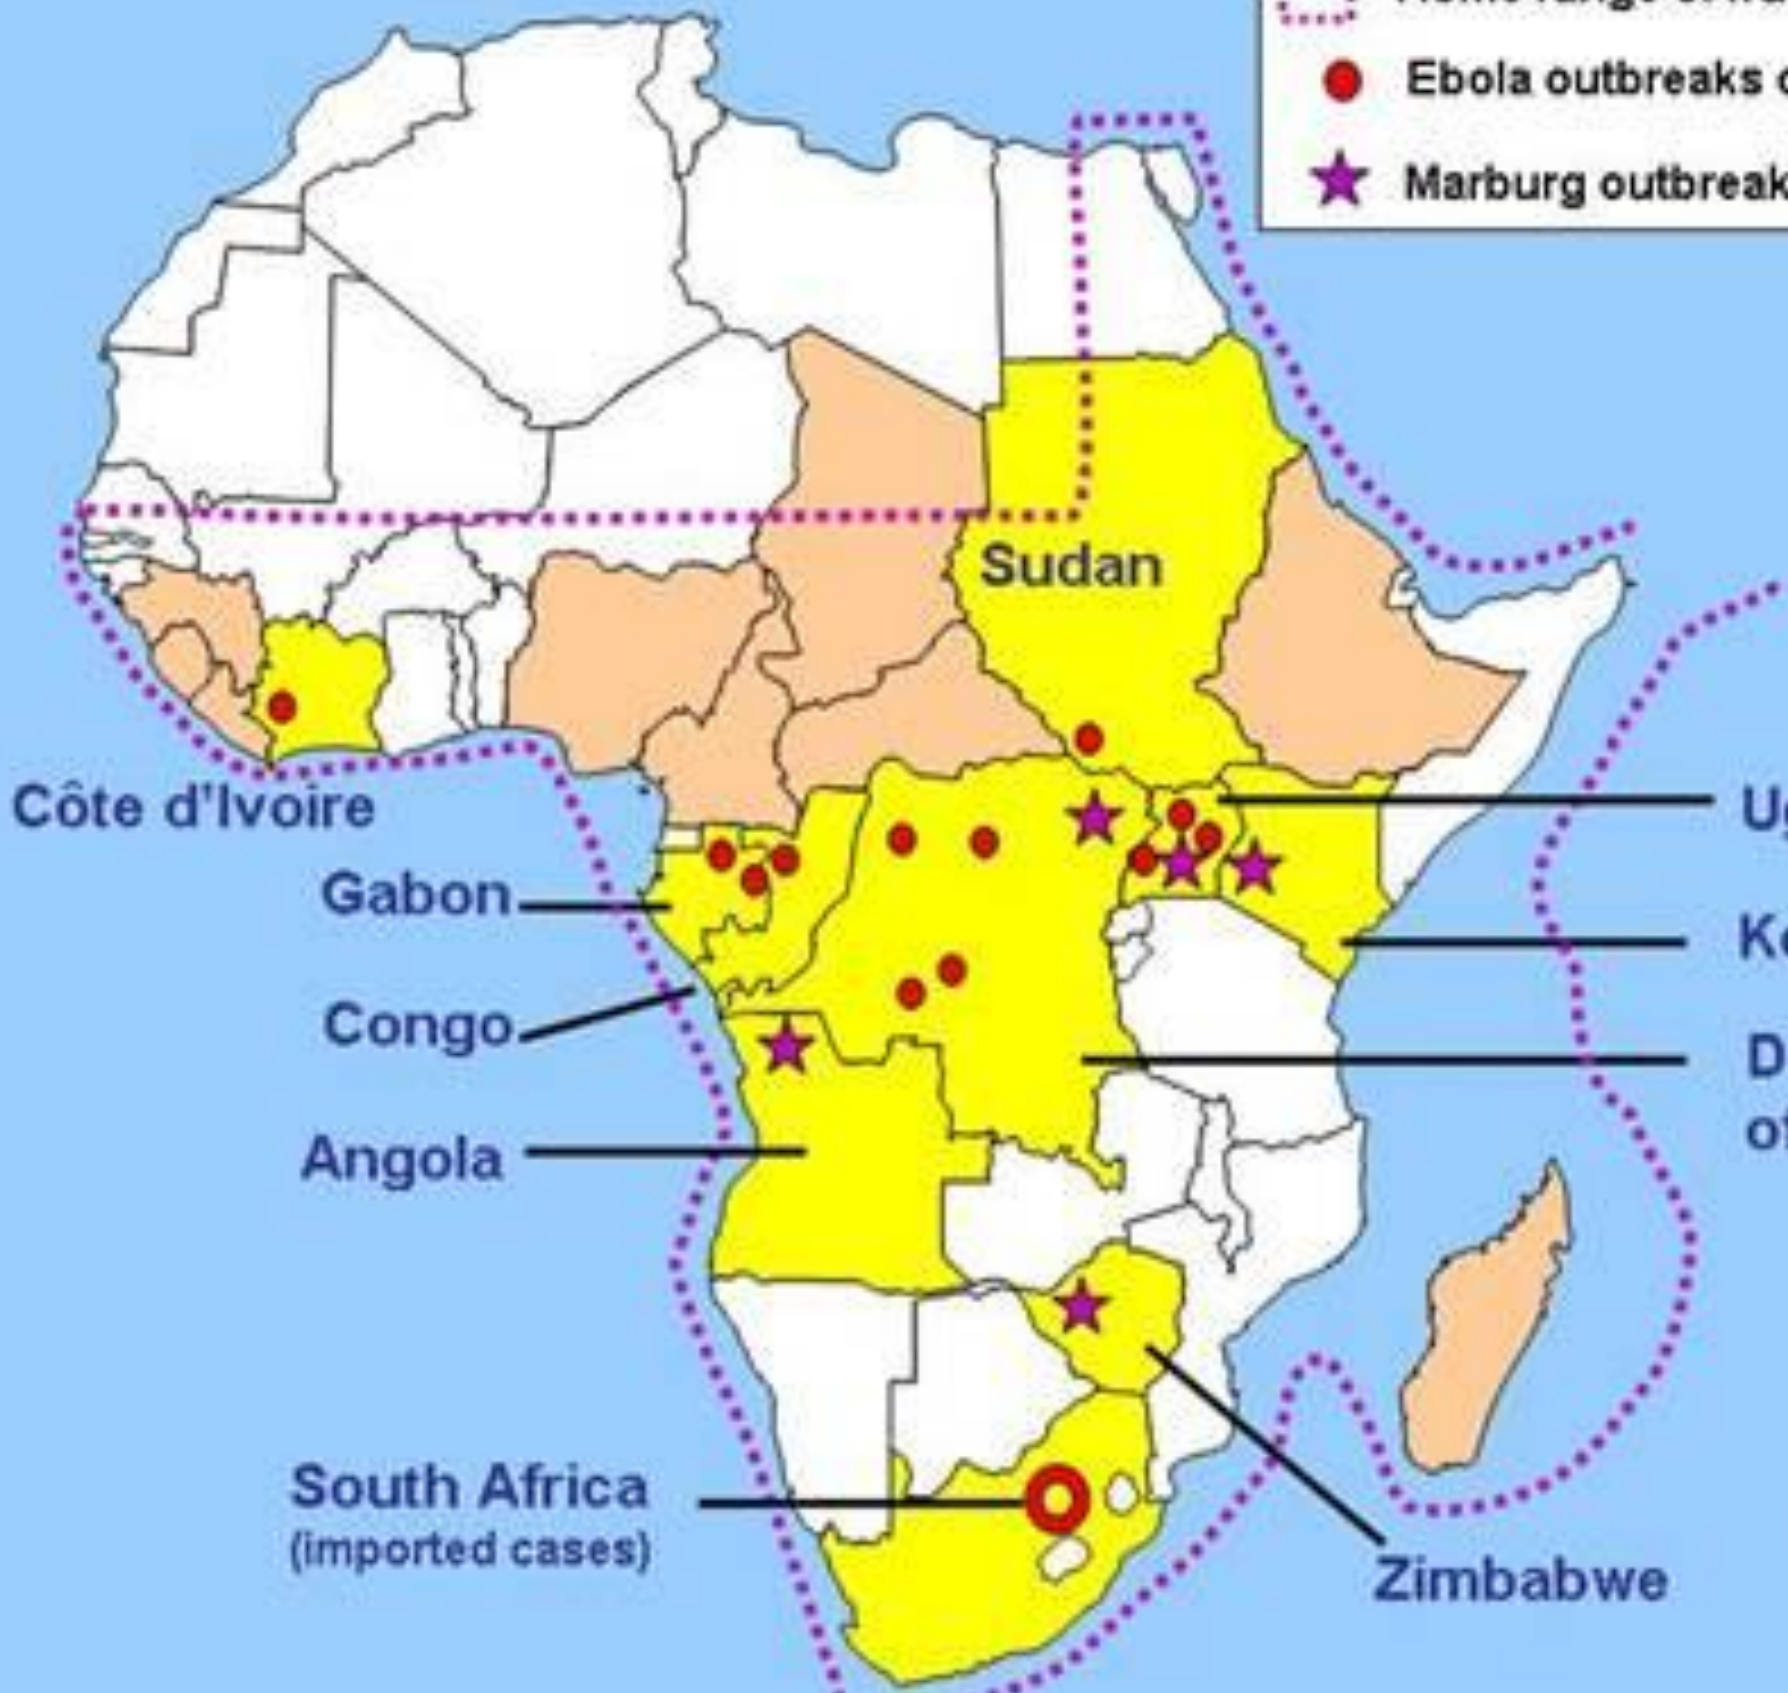 Ebola outbreaks
Marburg outbreak
Sudan
Côte d'Ivoire
Gabon
Congo
Angola
South Africa
(imported cases)
Zimbabwe